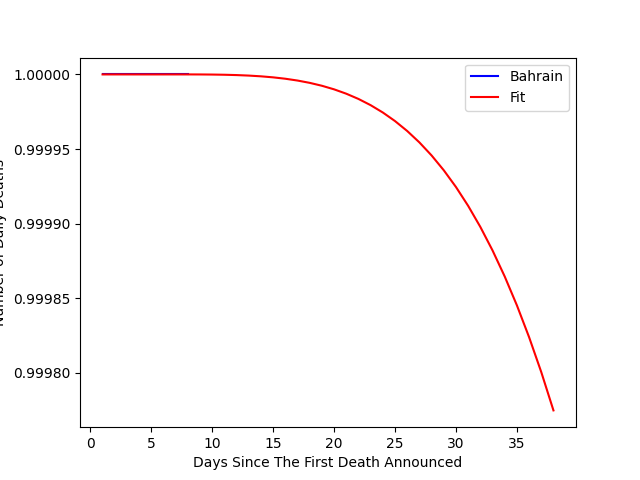 Bahrain
Fit
1.00000
0.99995
0.99990
0.99985
0.99980
Number of Daily Deaths
0 5 10 15 20 25 30 35
Days Since The First Death Announced